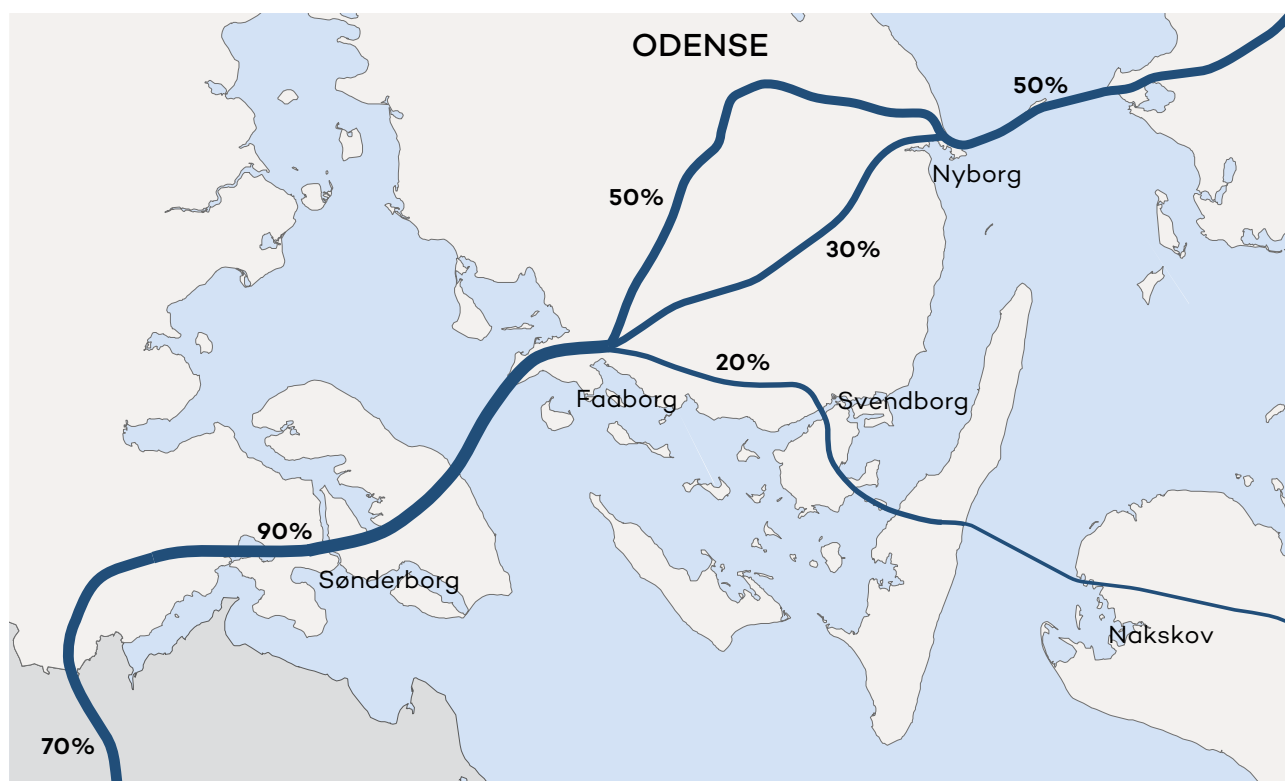 ODENSE
50%
Nyborg
50%
30%
20%
Faaborg
Svendborg
90%
Sønderborg
Nakskov
70%